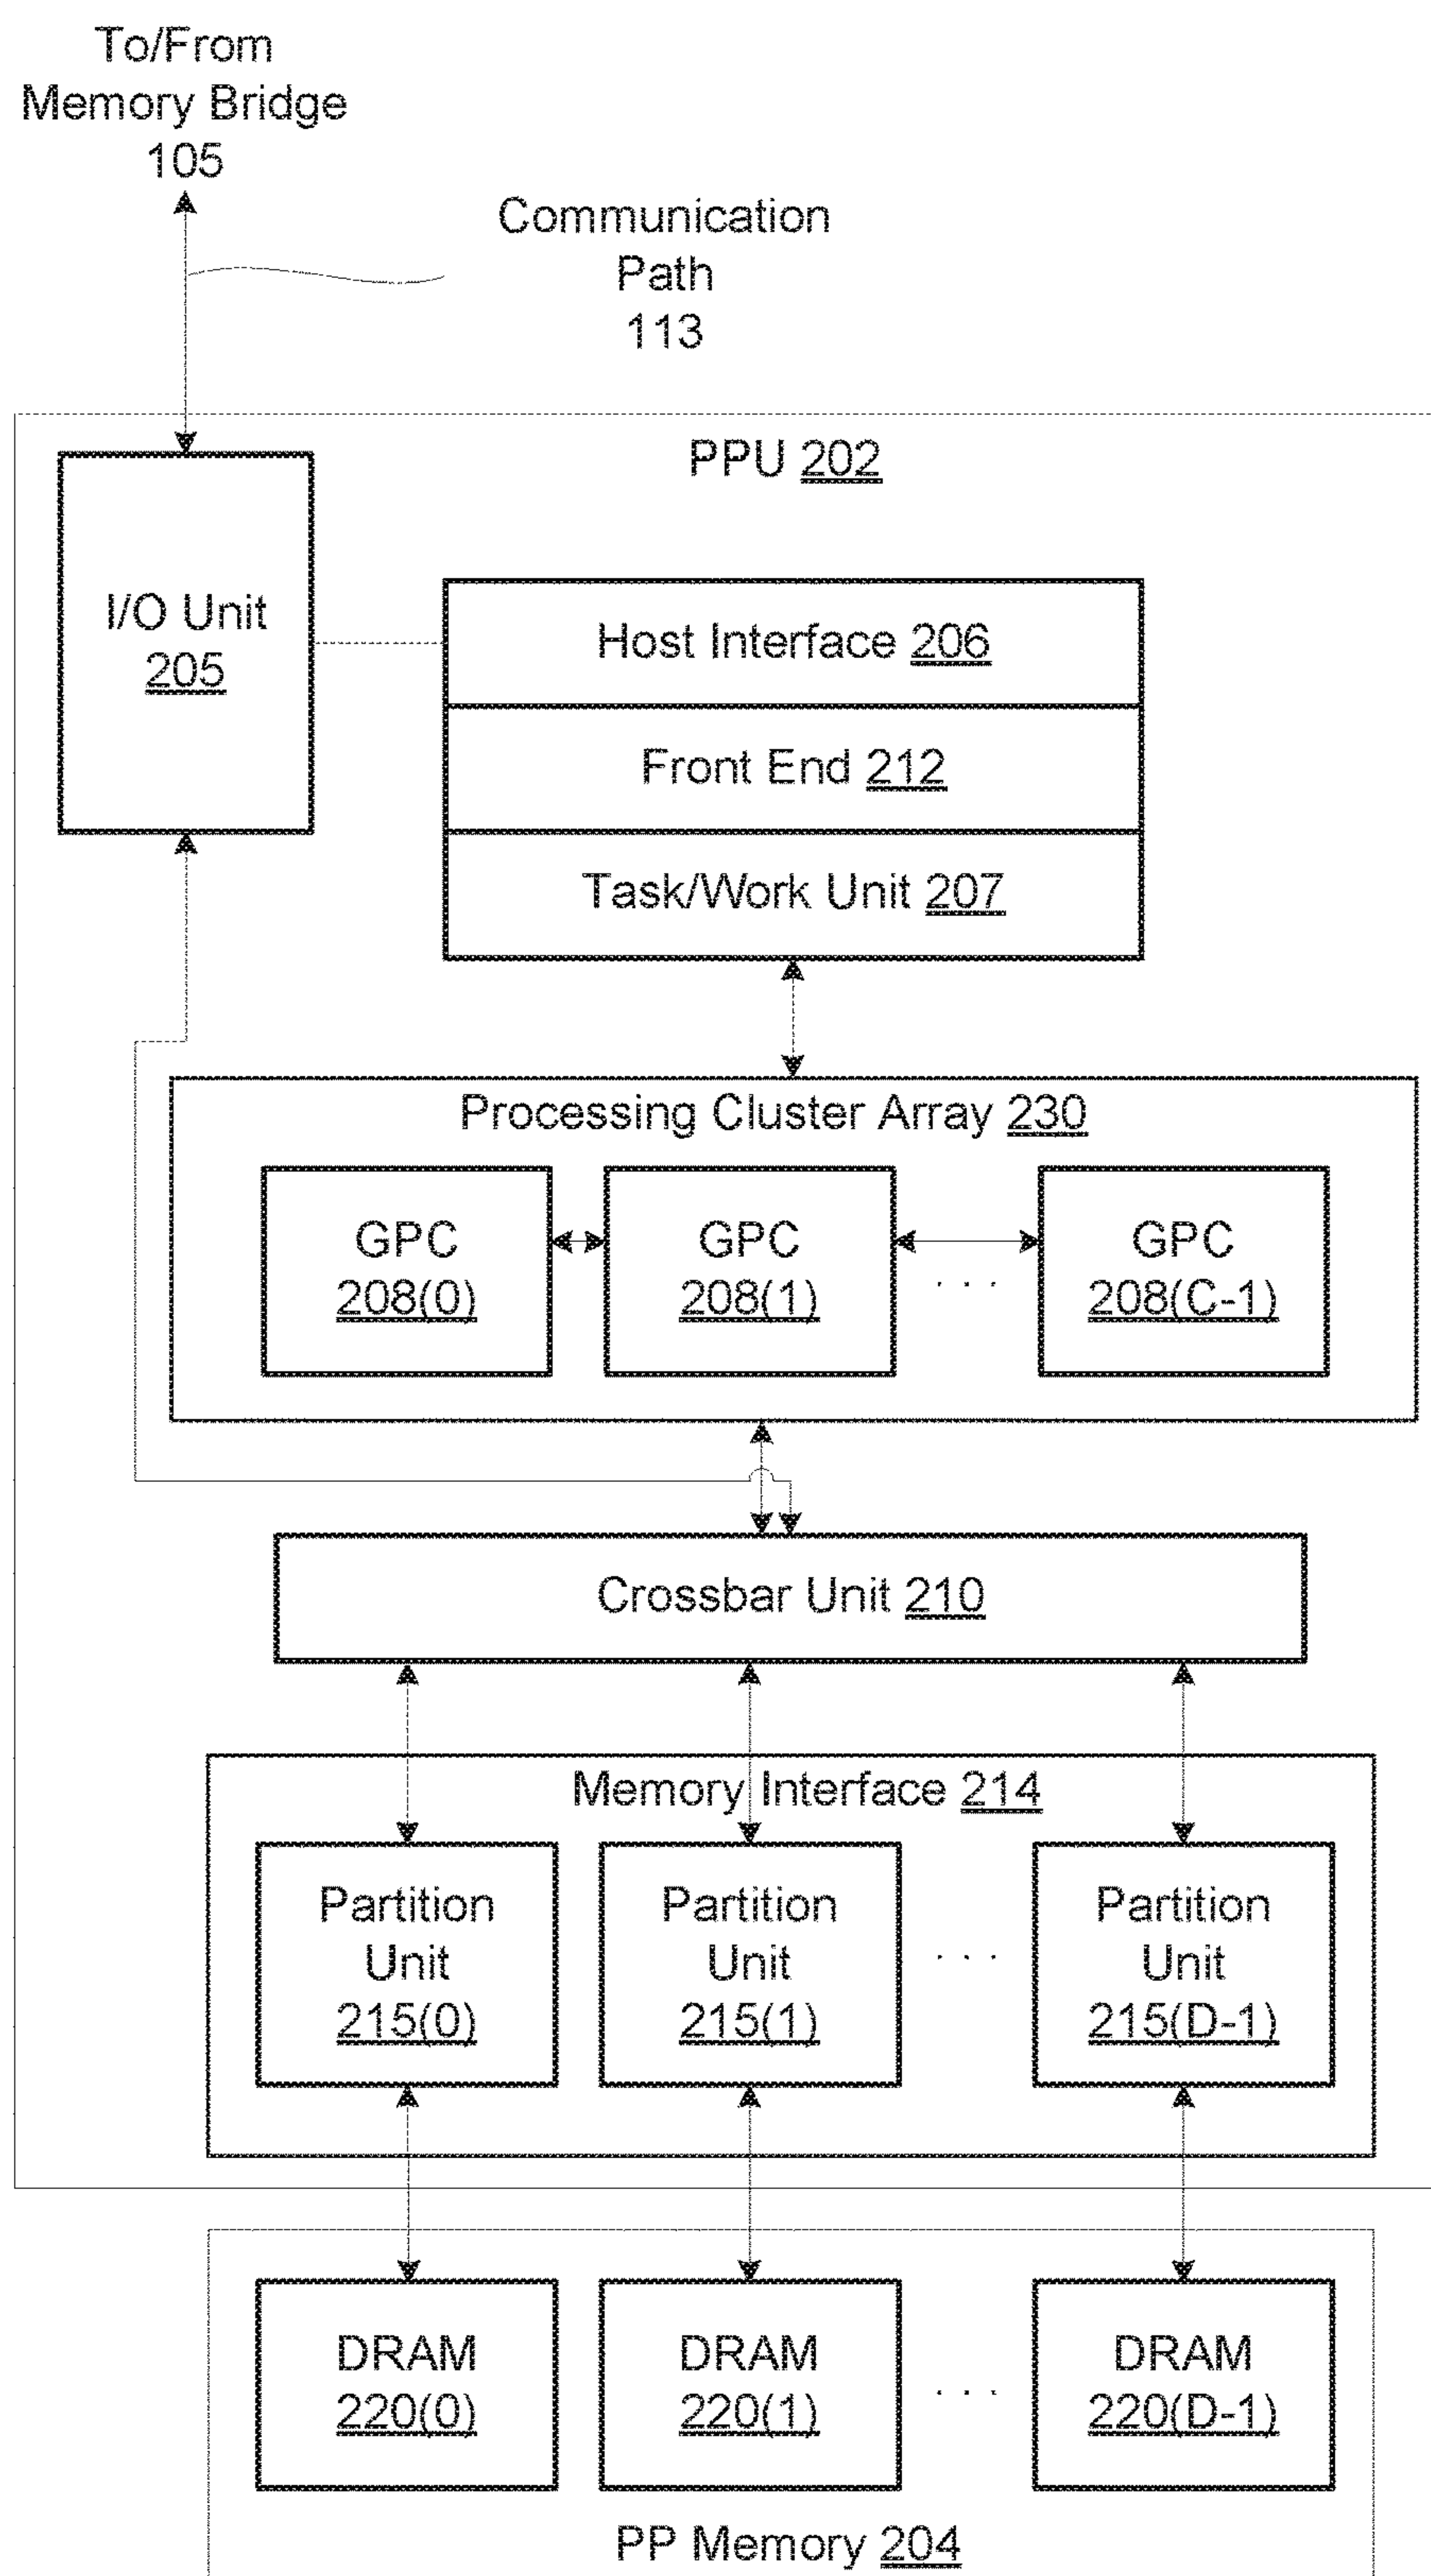 To/From
Memory Bridge
105
Communication
Path
113
PPU 202
I/O Unit
205
Host Interface 206
Front End 212
Task/Work Unit 207
Processing Cluster Array 230
GPC
208(0)
GPC
208(1)
. . .
GPC
208(C-1)
Crossbar Unit 210
Memory Interface 214
Partition
Unit
215(0)
Partition
Unit
215(1)
. . .
Partition
Unit
215(D-1)
DRAM
220(0)
DRAM
220(1)
. . .
DRAM
220(D-1)
PP Memory 204